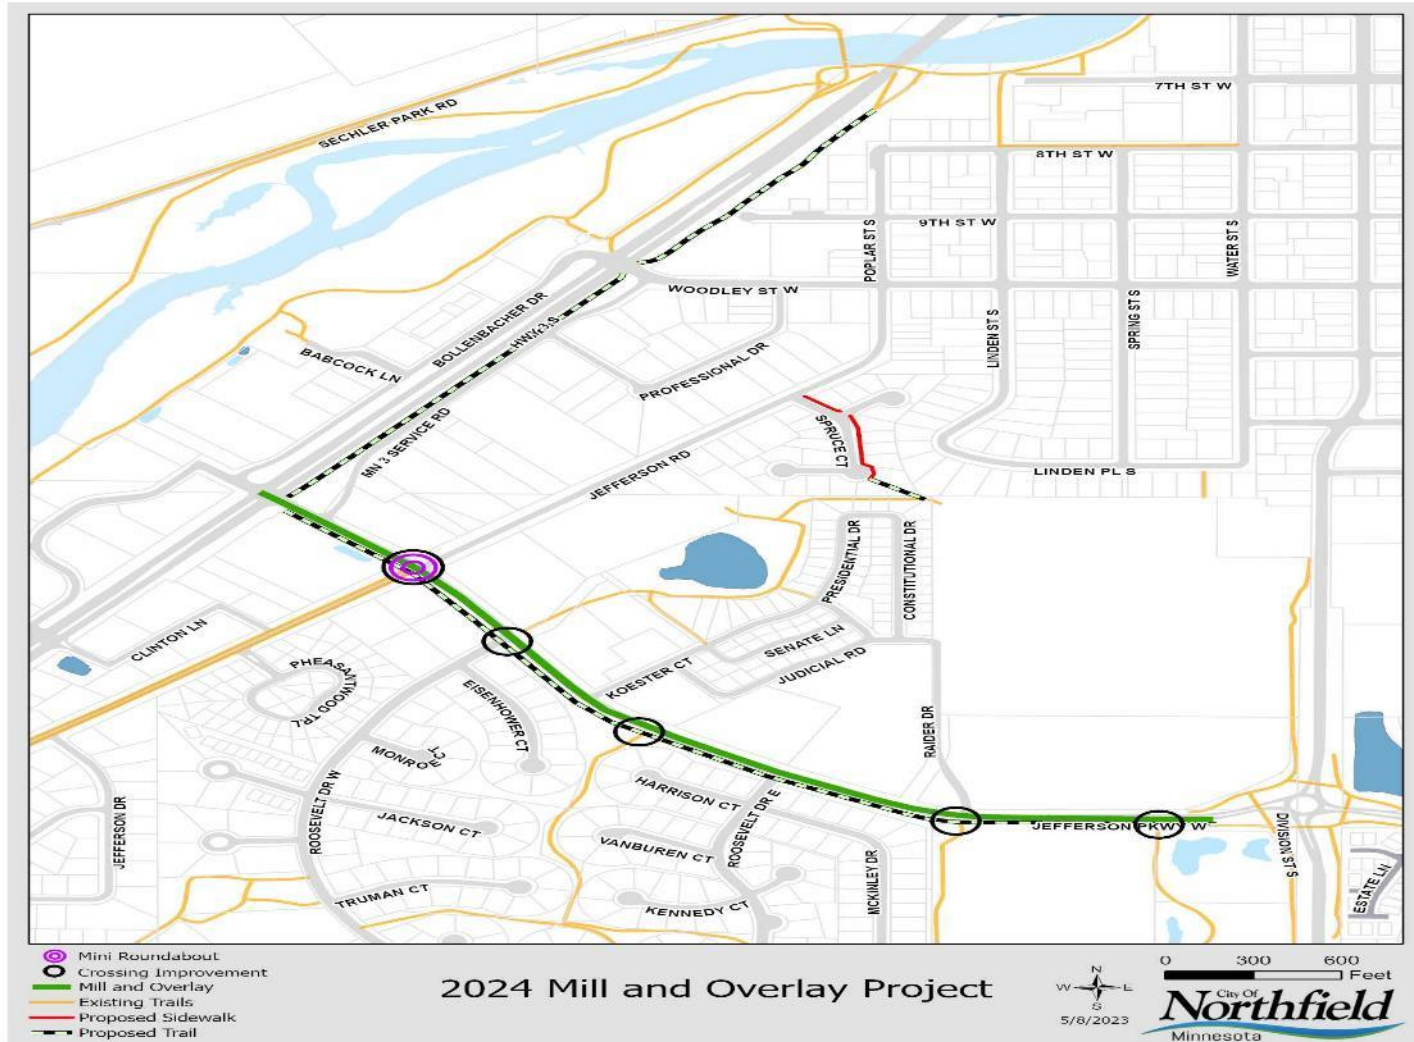 7TH ST W
SECHLER PARK RD
8TH ST W
9TH ST W
POPLAR ST S
WATER ST S
WOODLEY ST W
BOLLENBACHER DR
HWY 3 S
LINDEN ST S
SPRING ST S
BABCOCK LN
PROFESSIONAL DR
MN 3 SERVICE RD
SPRUCE CT
JEFFERSON RD
LINDEN PL S
PRESIDENTIAL DR
CONSTITUTIONAL DR
CLINTON LN
SENATE LN
JUDICIAL RD
KOESTER CT
PHEASANTWOOD TRL
EISENHOWER CT
RAIDER DR
MONROE CT
HARRISON CT
ROOSEVELT DR W
JEFFERSON DR
JACKSON CT
ROOSEVELT DR E
JEFFERSON PKWY W
DIVISION ST S
VANBUREN CT
MCKINLEY DR
ESTATE LN
TRUMAN CT
KENNEDY CT
Mini Roundabout
Crossing Improvement
Mill and Overlay
Existing Trails
Proposed Sidewalk
Proposed Trail
2024 Mill and Overlay Project
N
W E
S
5/8/2023
0 300 600
Feet
City Of
Northfield
Minnesota